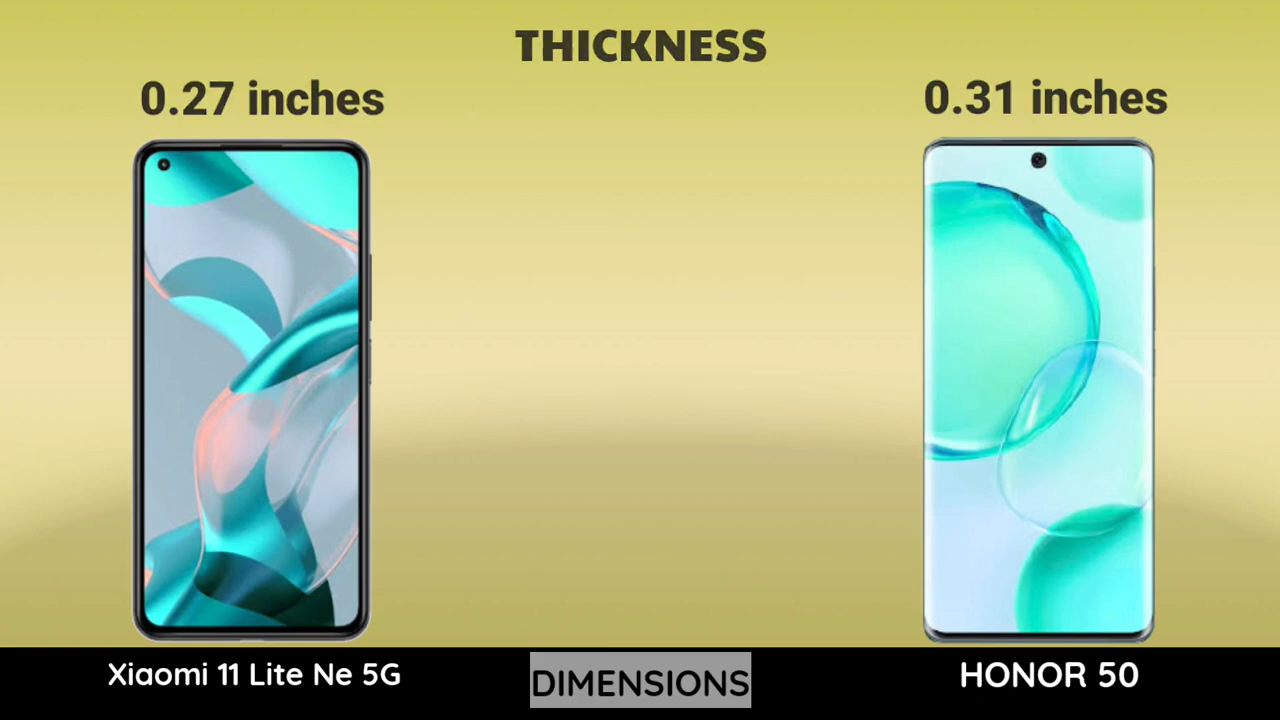 THICKNESS
0.27 inches
0.31 inches
Xiaomi 11 Lite Ne 5G
DIMENSIONS
HONOR 50